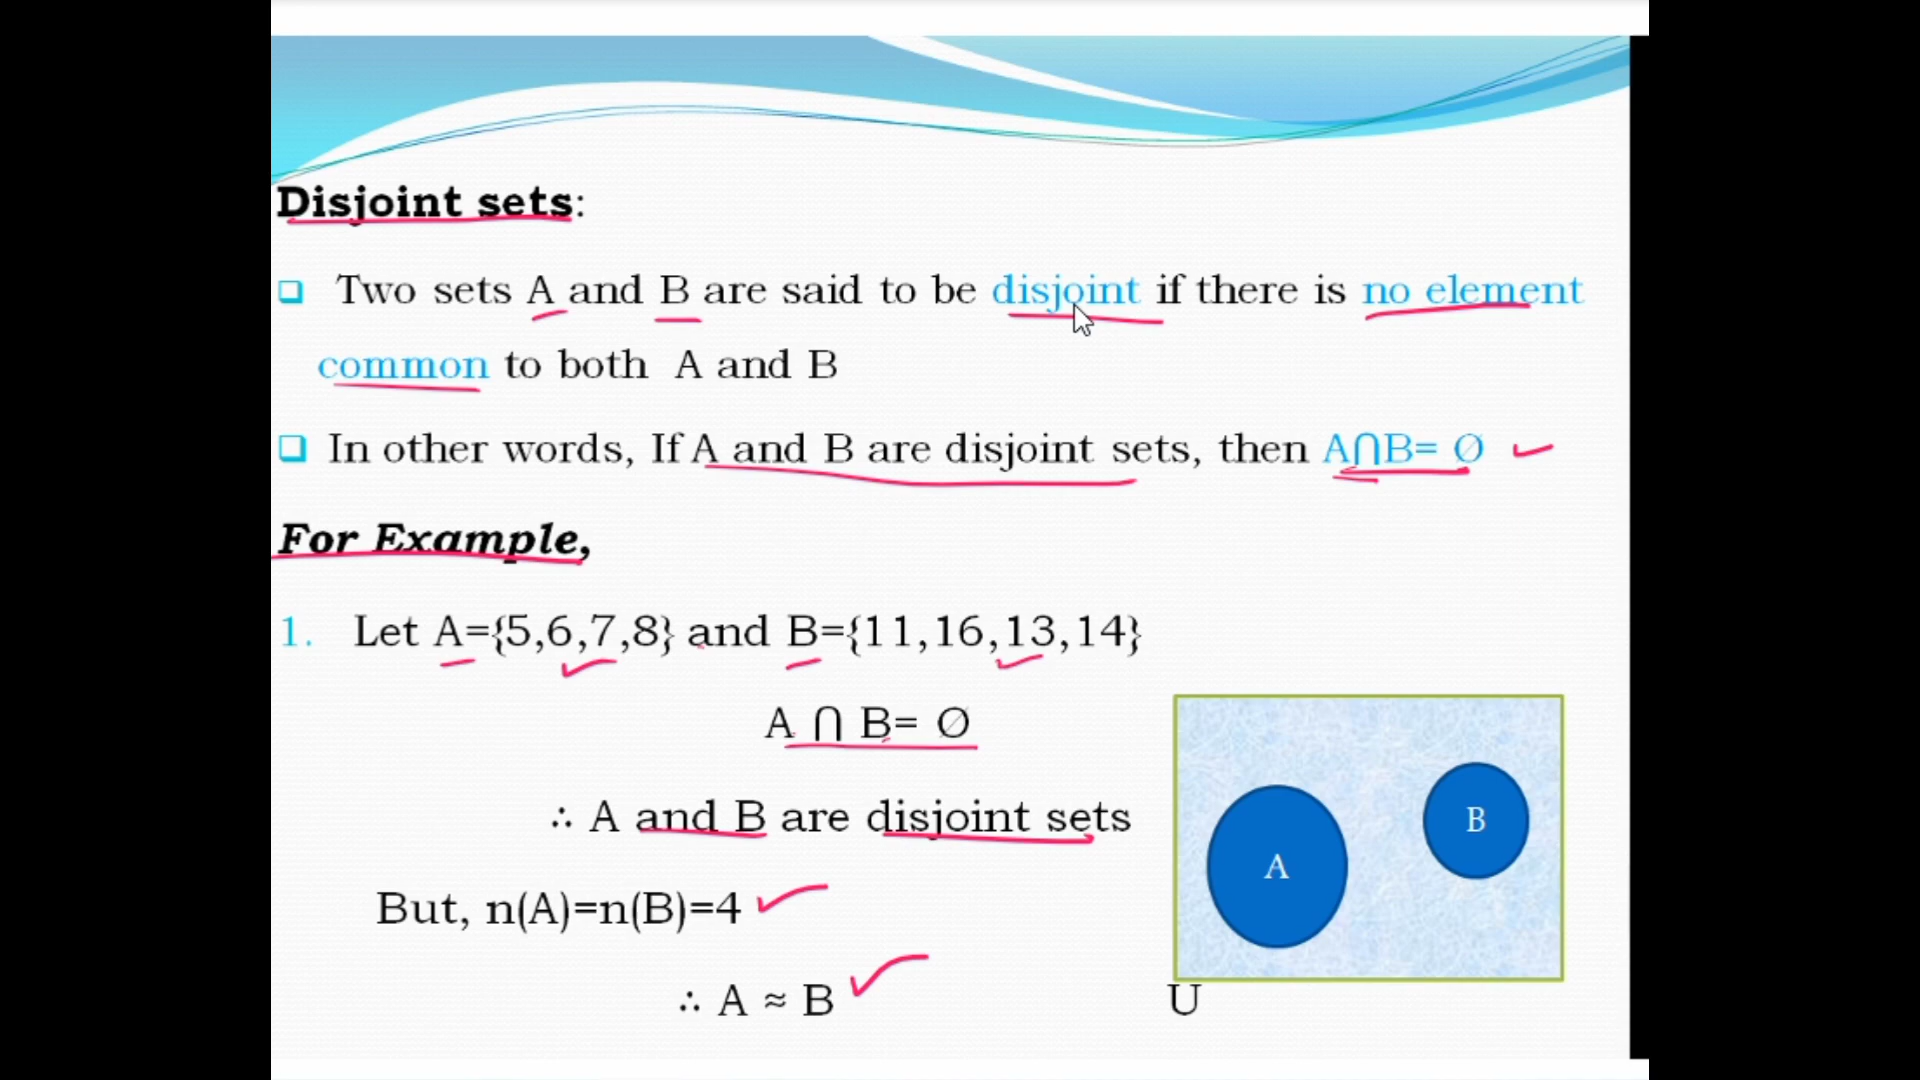 Disjoint sets:
❑ Two sets A and B are said to be disjoint if there is no element
common to both A and B
❑ In other words, If A and B are disjoint sets, then A⋂B= ∅
For Example,
1. Let A={5,6,7,8} and B={11,16,13,14}
A ⋂ B= ∅
∴ A and B are disjoint sets
But, n(A)=n(B)=4
∴ A ≈ B
A
B
U